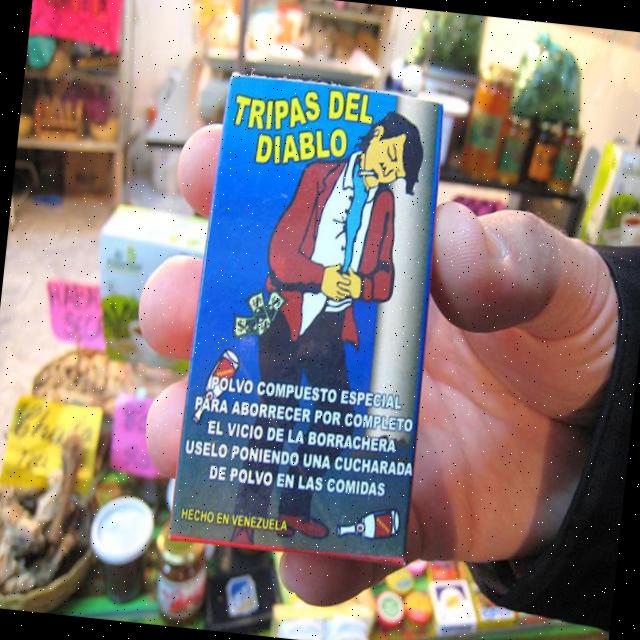 TRIPAS DEL
DIABLO
POLVO COMPUESTO ESPECIAL
PARA ABORRECER POR COMPLETO
EL VICIO DE LA BORRACHERA
USELO PONIENDO UNA CUCHARADA
DE POLVO EN LAS COMIDAS
HECHO EN VENEZUELA